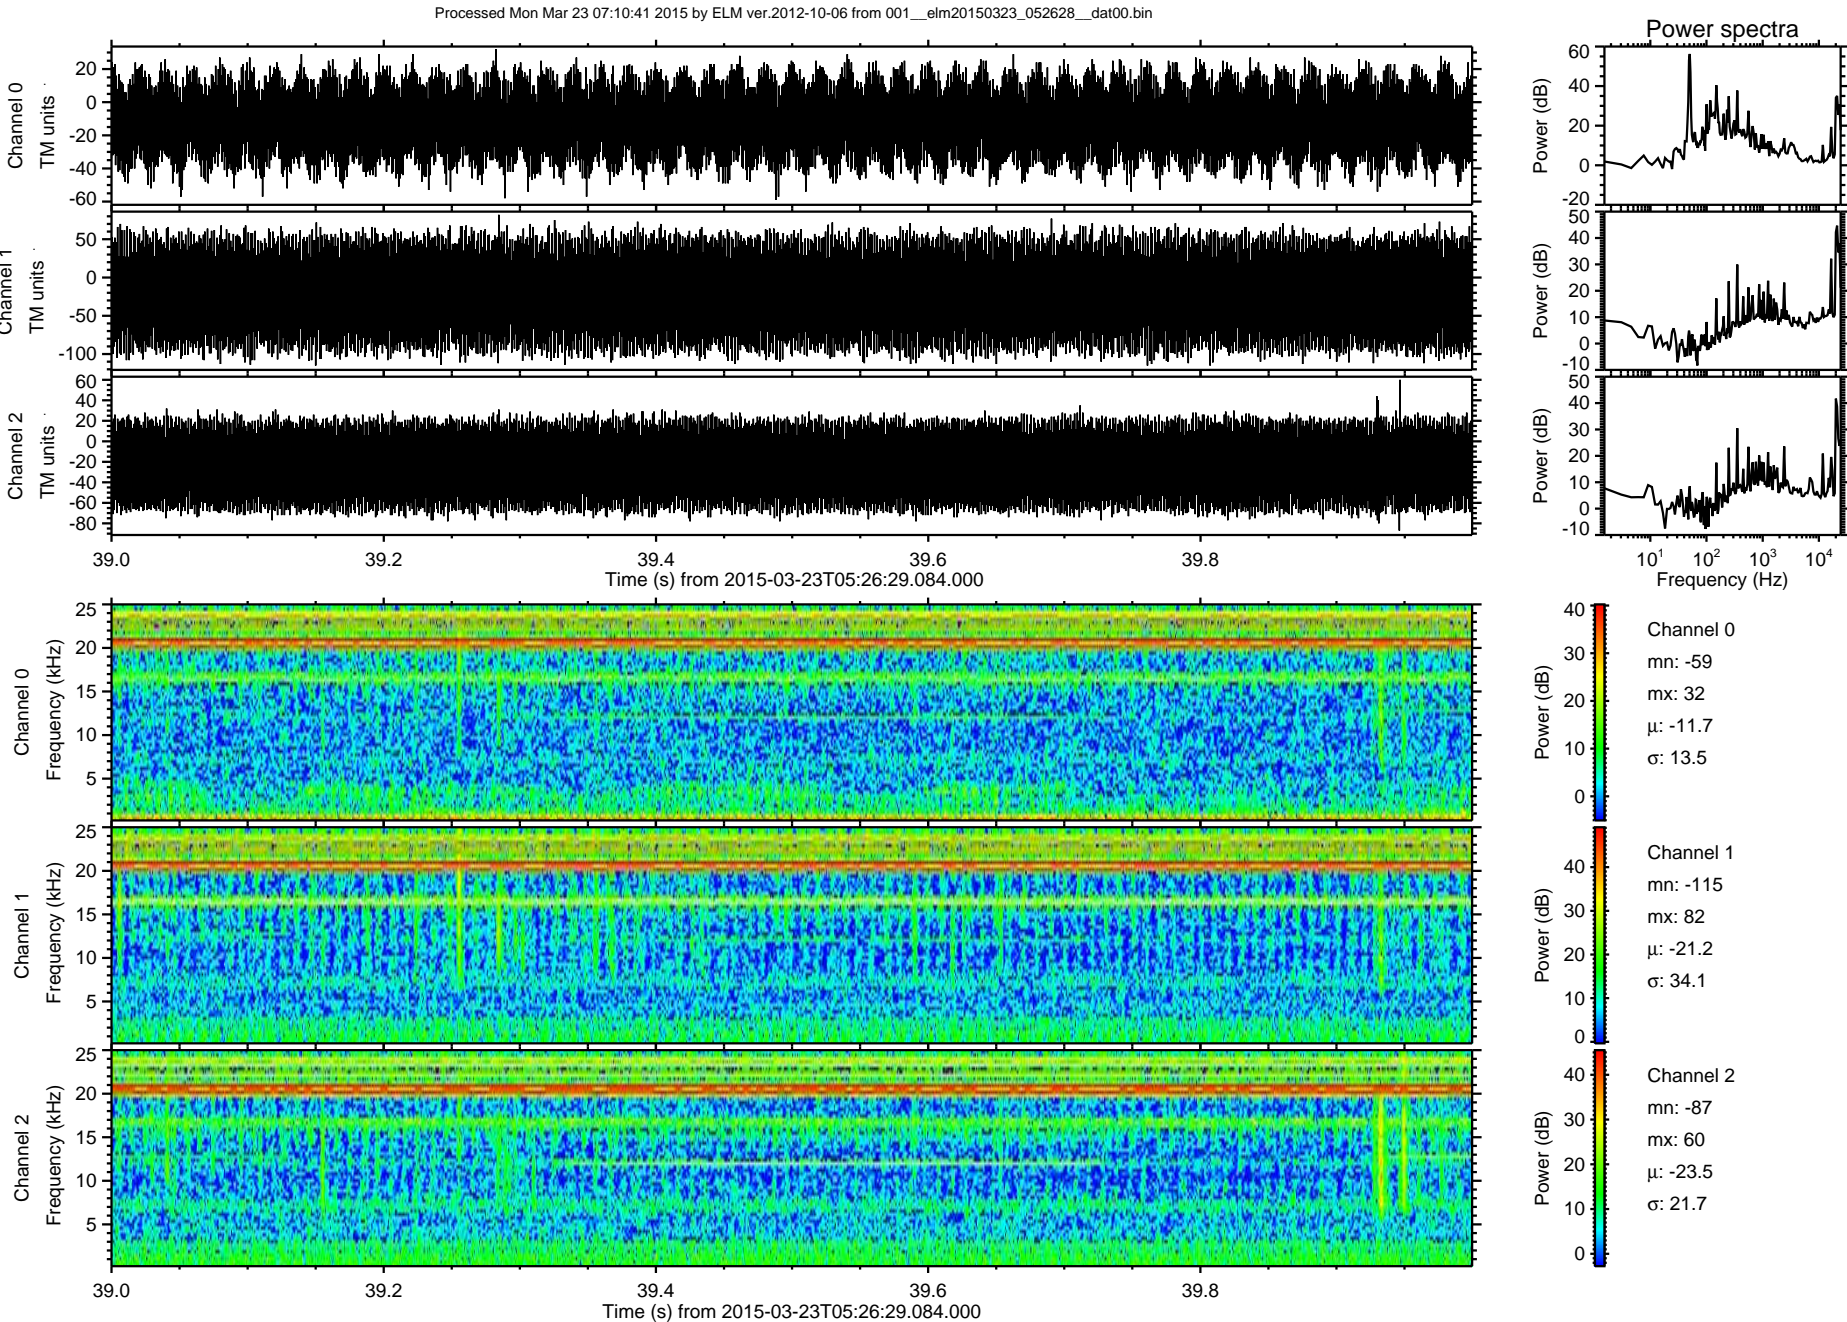 Processed Mon Mar 23 07:10:41 2015 by ELM ver.2012-10-06 from 001__elm20150323_052628__dat00.bin
Power spectra
Channel 0
TM units
20
0
-20
-40
-60
Power (dB)
60
40
20
0
-20
Channel 1
TM units
50
0
-50
-100
Power (dB)
50
40
30
20
10
0
-10
Channel 2
TM units
60
40
20
0
-20
-40
-60
-80
Power (dB)
50
40
30
20
10
0
-10
39.0 39.2 39.4 39.6 39.8
Time (s) from 2015-03-23T05:26:29.084.000
10^1 10^2 10^3 10^4
Frequency (Hz)
Channel 0
Frequency (kHz)
25
20
15
10
5
Power (dB)
40
30
20
10
0
Channel 0
mn: -59
mx: 32
μ: -11.7
σ: 13.5
Channel 1
Frequency (kHz)
25
20
15
10
5
Power (dB)
40
30
20
10
0
Channel 1
mn: -115
mx: 82
μ: -21.2
σ: 34.1
Channel 2
Frequency (kHz)
25
20
15
10
5
Power (dB)
40
30
20
10
0
Channel 2
mn: -87
mx: 60
μ: -23.5
σ: 21.7
39.0 39.2 39.4 39.6 39.8
Time (s) from 2015-03-23T05:26:29.084.000